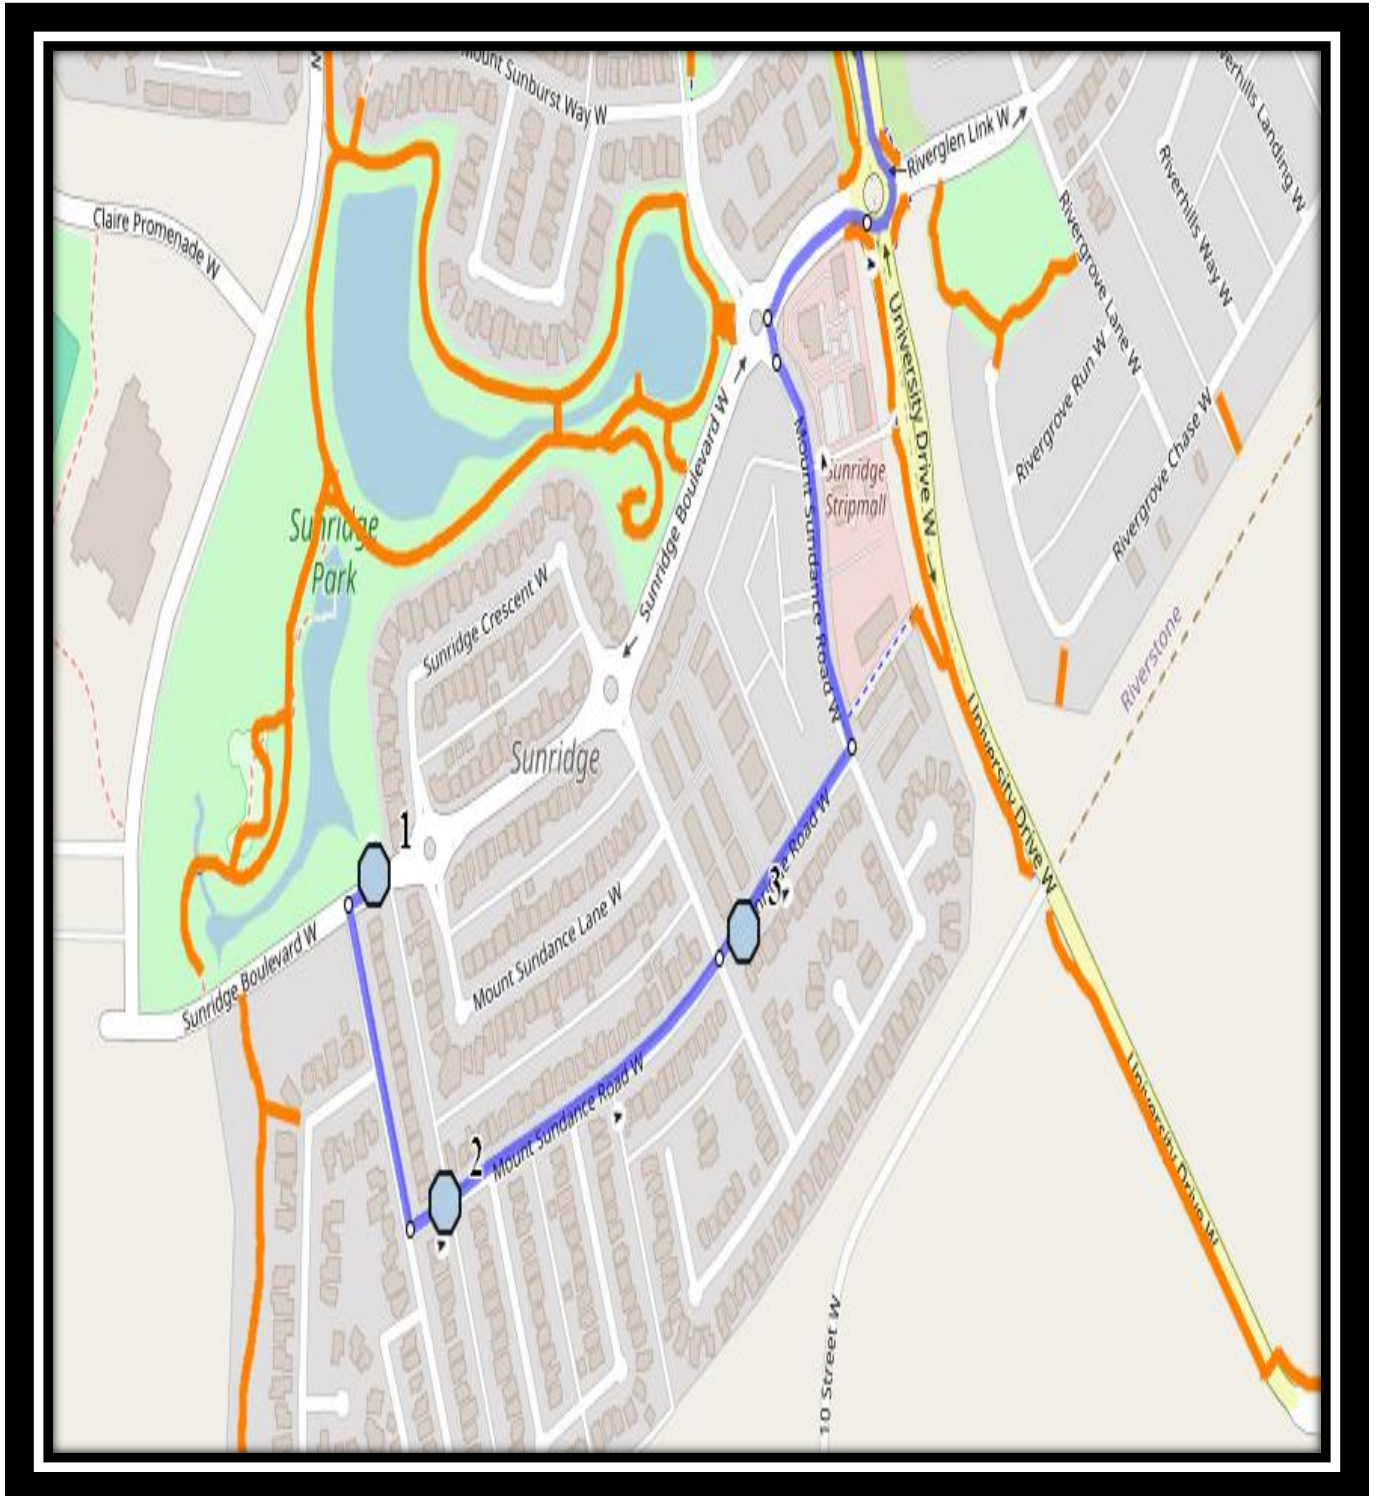 W
Mount Sunburst Way W
Riverglen Link W
Riverhills Way W
Claire Promenade W
Rivergrove Lane W
University Drive W
Rivergrove Run W
Sunridge Boulevard W
Rivergrove Chase W
Mount Sundance Road W
Sunridge
Stripmall
Sunridge
Park
Sunridge Crescent W
Riverstone
Sunridge
University Drive W
1
3
Road W
Mount Sundance Lane W
Sunridge Boulevard W
Mount Sundance Road W
2
University Drive W
10 Street W